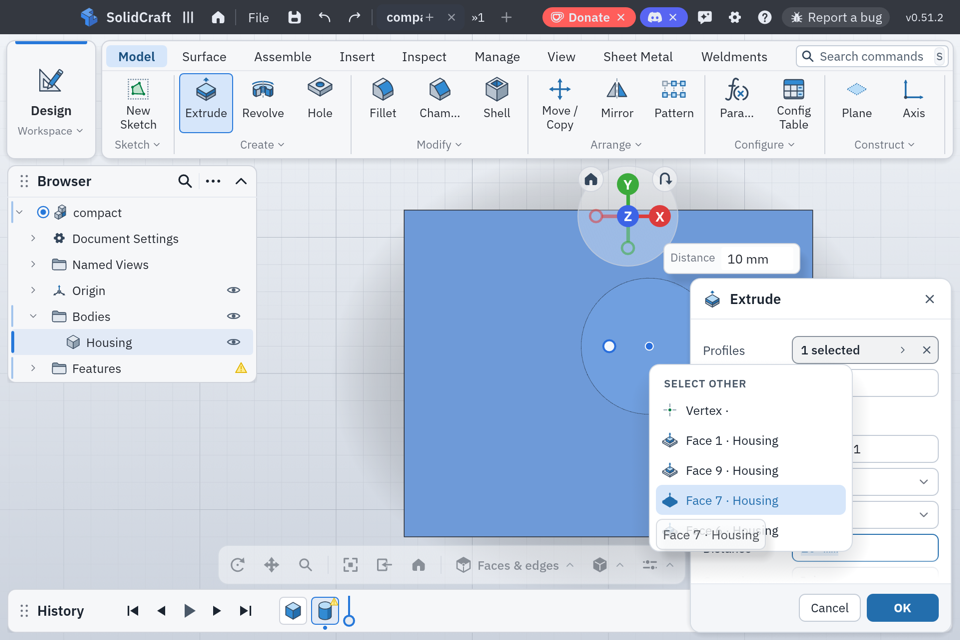 SolidCraft
File
compa
»1
Donate
Report a bug
v0.51.2
Design
Workspace
Model
Surface
Assemble
Insert
Inspect
Manage
View
Sheet Metal
Weldments
Search commands
S
New Sketch
Extrude
Revolve
Hole
Fillet
Cham...
Shell
Move / Copy
Mirror
Pattern
Para...
Config Table
Plane
Axis
Sketch
Create
Modify
Arrange
Configure
Construct
Browser
compact
Document Settings
Named Views
Origin
Bodies
Housing
Features
Y
Z
X
Distance
10 mm
Extrude
Profiles
1 selected
SELECT OTHER
Vertex ·
Face 1 · Housing
Face 9 · Housing
Face 7 · Housing
Face 7 · Housing
1
Distance
Faces & edges
Cancel
OK
History